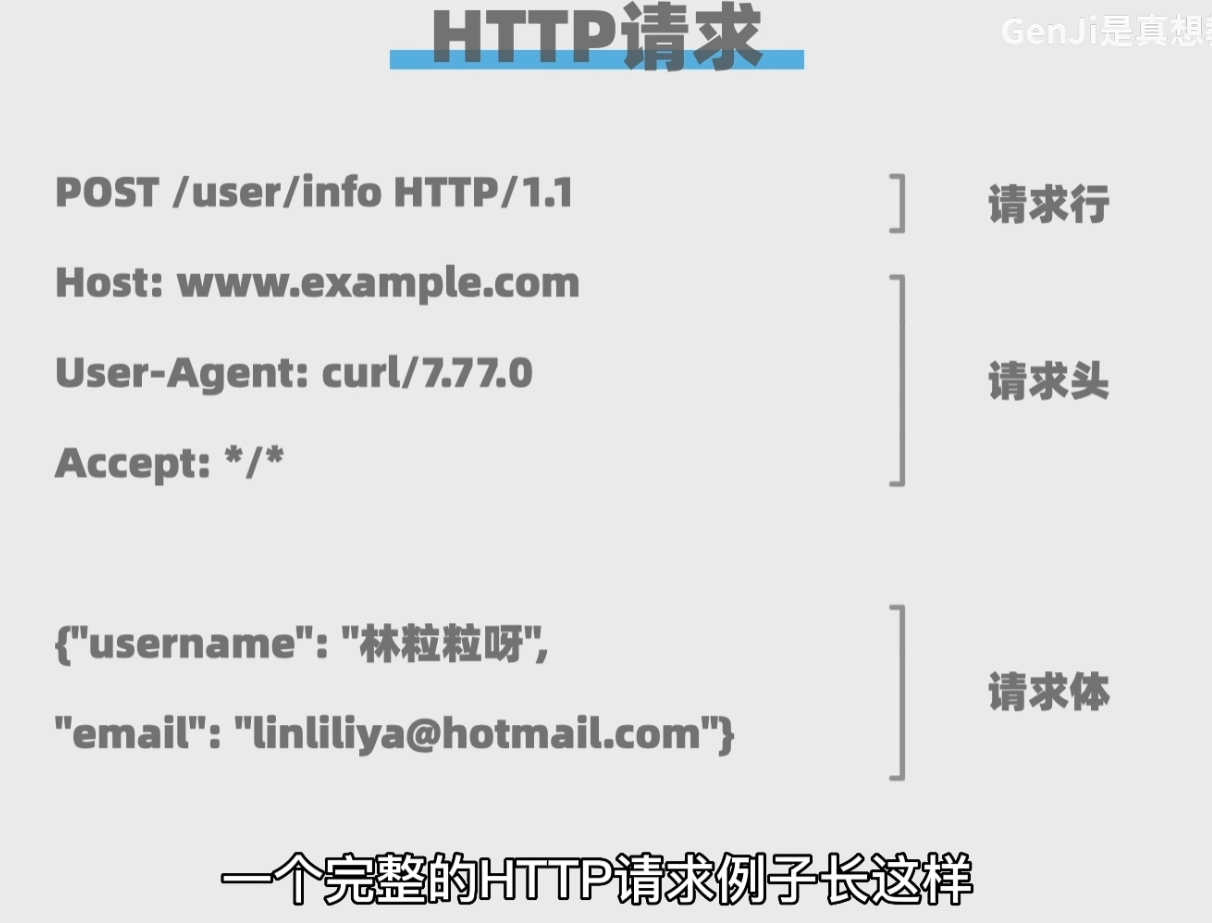 HTTP请求
GenJi是真想
POST /user/info HTTP/1.1
请求行
Host: www.example.com
User-Agent: curl/7.77.0
请求头
Accept: */*
{"username": "林粒粒呀",
"email": "linliliya@hotmail.com"}
请求体
一个完整的HTTP请求例子长这样